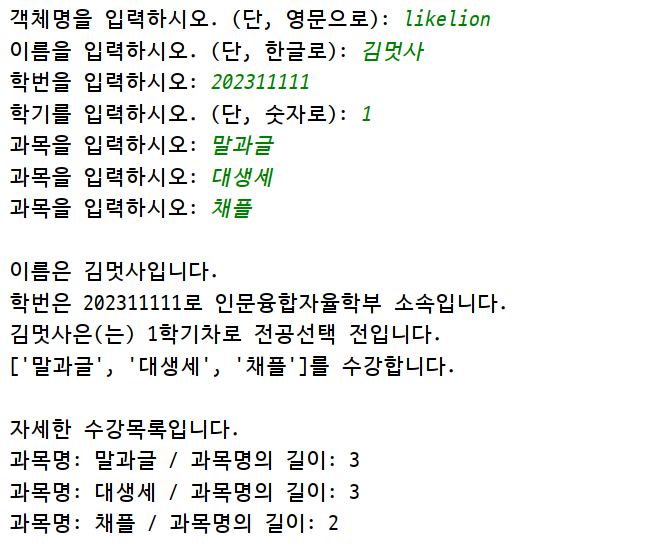 객체명을 입력하시오. (단, 영문으로): likelion
이름을 입력하시오. (단, 한글로): 김멋사
학번을 입력하시오: 202311111
학기를 입력하시오. (단, 숫자로): 1
과목을 입력하시오: 말과글
과목을 입력하시오: 대생세
과목을 입력하시오: 채플

이름은 김멋사입니다.
학번은 202311111로 인문융합자율학부 소속입니다.
김멋사은(는) 1학기차로 전공선택 전입니다.
['말과글', '대생세', '채플']를 수강합니다.

자세한 수강목록입니다.
과목명: 말과글 / 과목명의 길이: 3
과목명: 대생세 / 과목명의 길이: 3
과목명: 채플 / 과목명의 길이: 2